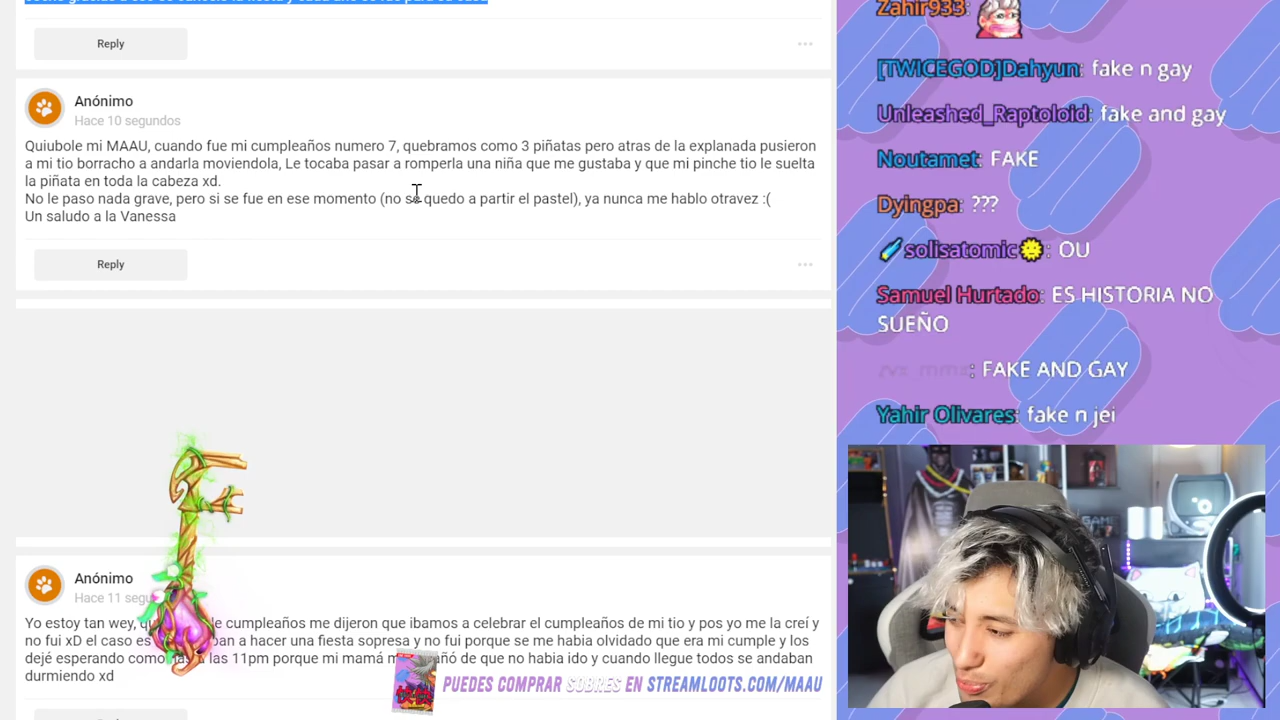 Reply
Anónimo
Hace 10 segundos
Quiubole mi MAAU, cuando fue mi cumpleaños numero 7, quebramos como 3 piñatas pero atras de la explanada pusieron
a mi tio borracho a andarla moviendola, Le tocaba pasar a romperla una niña que me gustaba y que mi pinche tio le suelta
la piñata en toda la cabeza xd.
No le paso nada grave, pero si se fue en ese momento (no se quedo a partir el pastel), ya nunca me hablo otravez :(
Un saludo a la Vanessa
Reply
Anónimo
Hace 11
Yo estoy tan wey, de cumpleaños me dijeron que ibamos a celebrar el cumpleaños de mi tio y pos yo me la creí y
no fui xD el caso es a hacer una fiesta sopresa y no fui porque se me habia olvidado que era mi cumple y los
dejé esperando como las 11pm porque mi mamá de que no habia ido y cuando llegue todos se andaban
durmiendo xd
PUEDES COMPRAR SOBRES EN STREAMLOOTS.COM/MAAU
Zahir933:
[TWICEGOD]Dahyun: fake n gay
Unleashed_Raptoloid: fake and gay
Noutamet: FAKE
Dyingpa: ???
solisatomic: OU
Samuel Hurtado: ES HISTORIA NO
SUEÑO
: FAKE AND GAY
Yahir Olivares: fake n jei
GAME